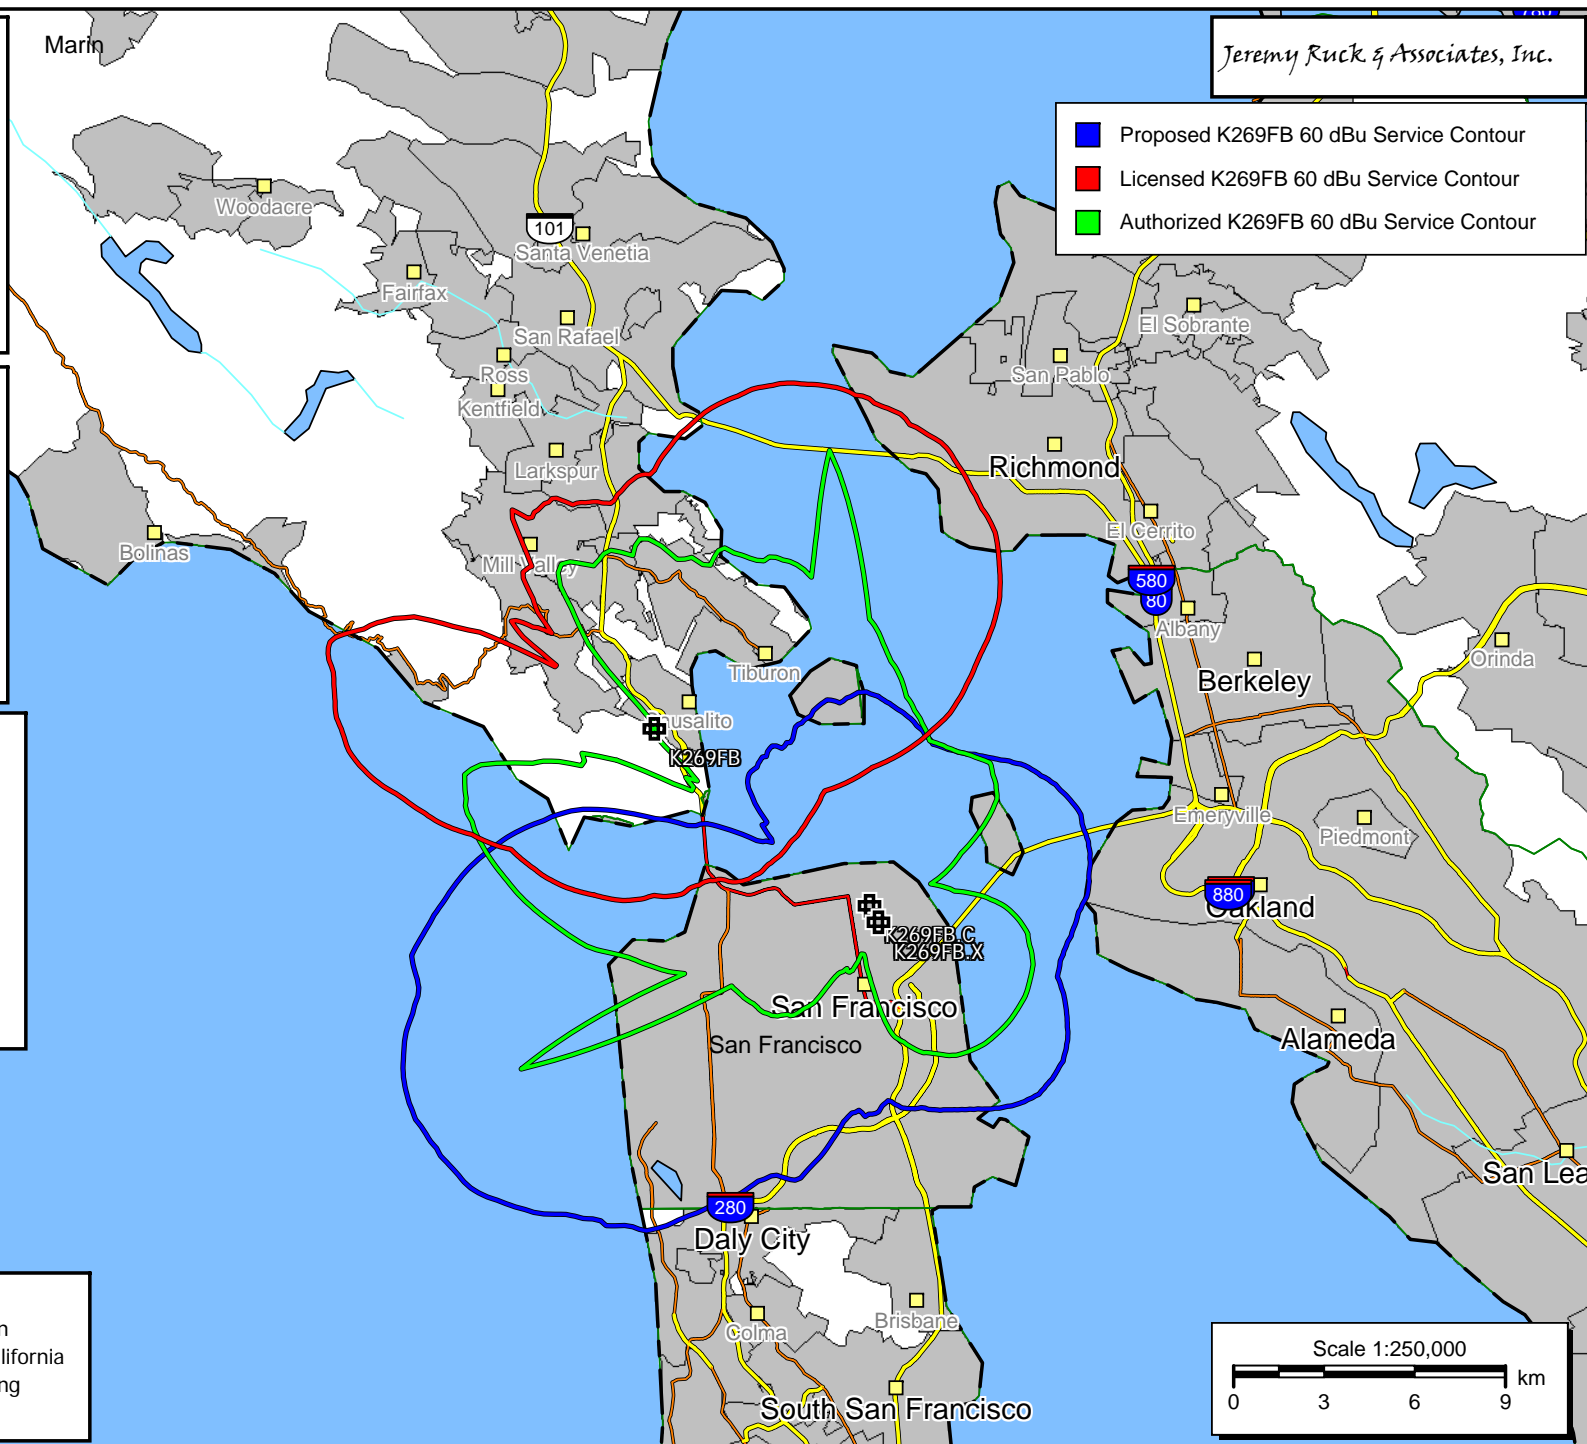 Marin
Jeremy Ruck & Associates, Inc.
Proposed K269FB 60 dBu Service Contour
Licensed K269FB 60 dBu Service Contour
Authorized K269FB 60 dBu Service Contour
Woodacre
101
Santa Venetia
Fairfax
San Rafael
El Sobrante
Ross
San Pablo
Kentfield
Larkspur
Richmond
El Cerrito
Bolinas
Mill Valley
580
80
Albany
Orinda
Tiburon
Berkeley
Sausalito
K269FB
Emeryville
Piedmont
880
Oakland
K269FB.C
K269FB.X
San Francisco
San Francisco
Alameda
San Lea
280
Daly City
Colma
Brisbane
South San Francisco
n
lifornia
ng
Scale 1:250,000
km
0 3 6 9